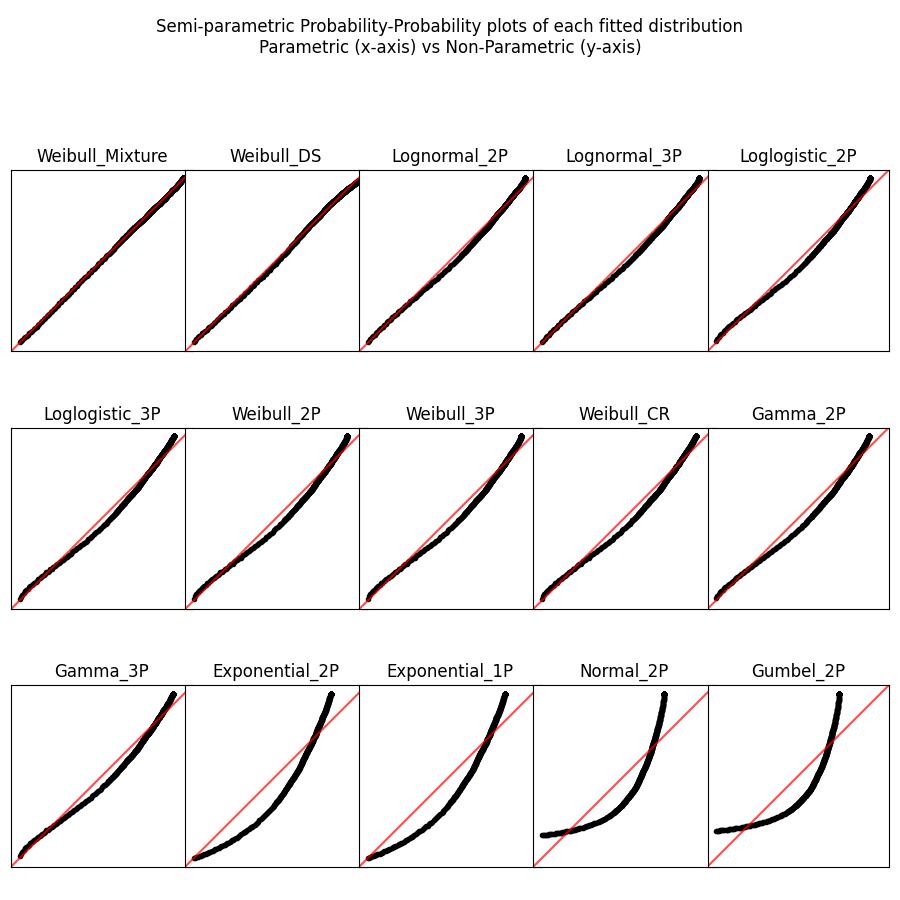 Semi-parametric Probability-Probability plots of each fitted distribution
Parametric (x-axis) vs Non-Parametric (y-axis)
Weibull_Mixture
Weibull_DS
Lognormal_2P
Lognormal_3P
Loglogistic_2P
Loglogistic_3P
Weibull_2P
Weibull_3P
Weibull_CR
Gamma_2P
Gamma_3P
Exponential_2P
Exponential_1P
Normal_2P
Gumbel_2P